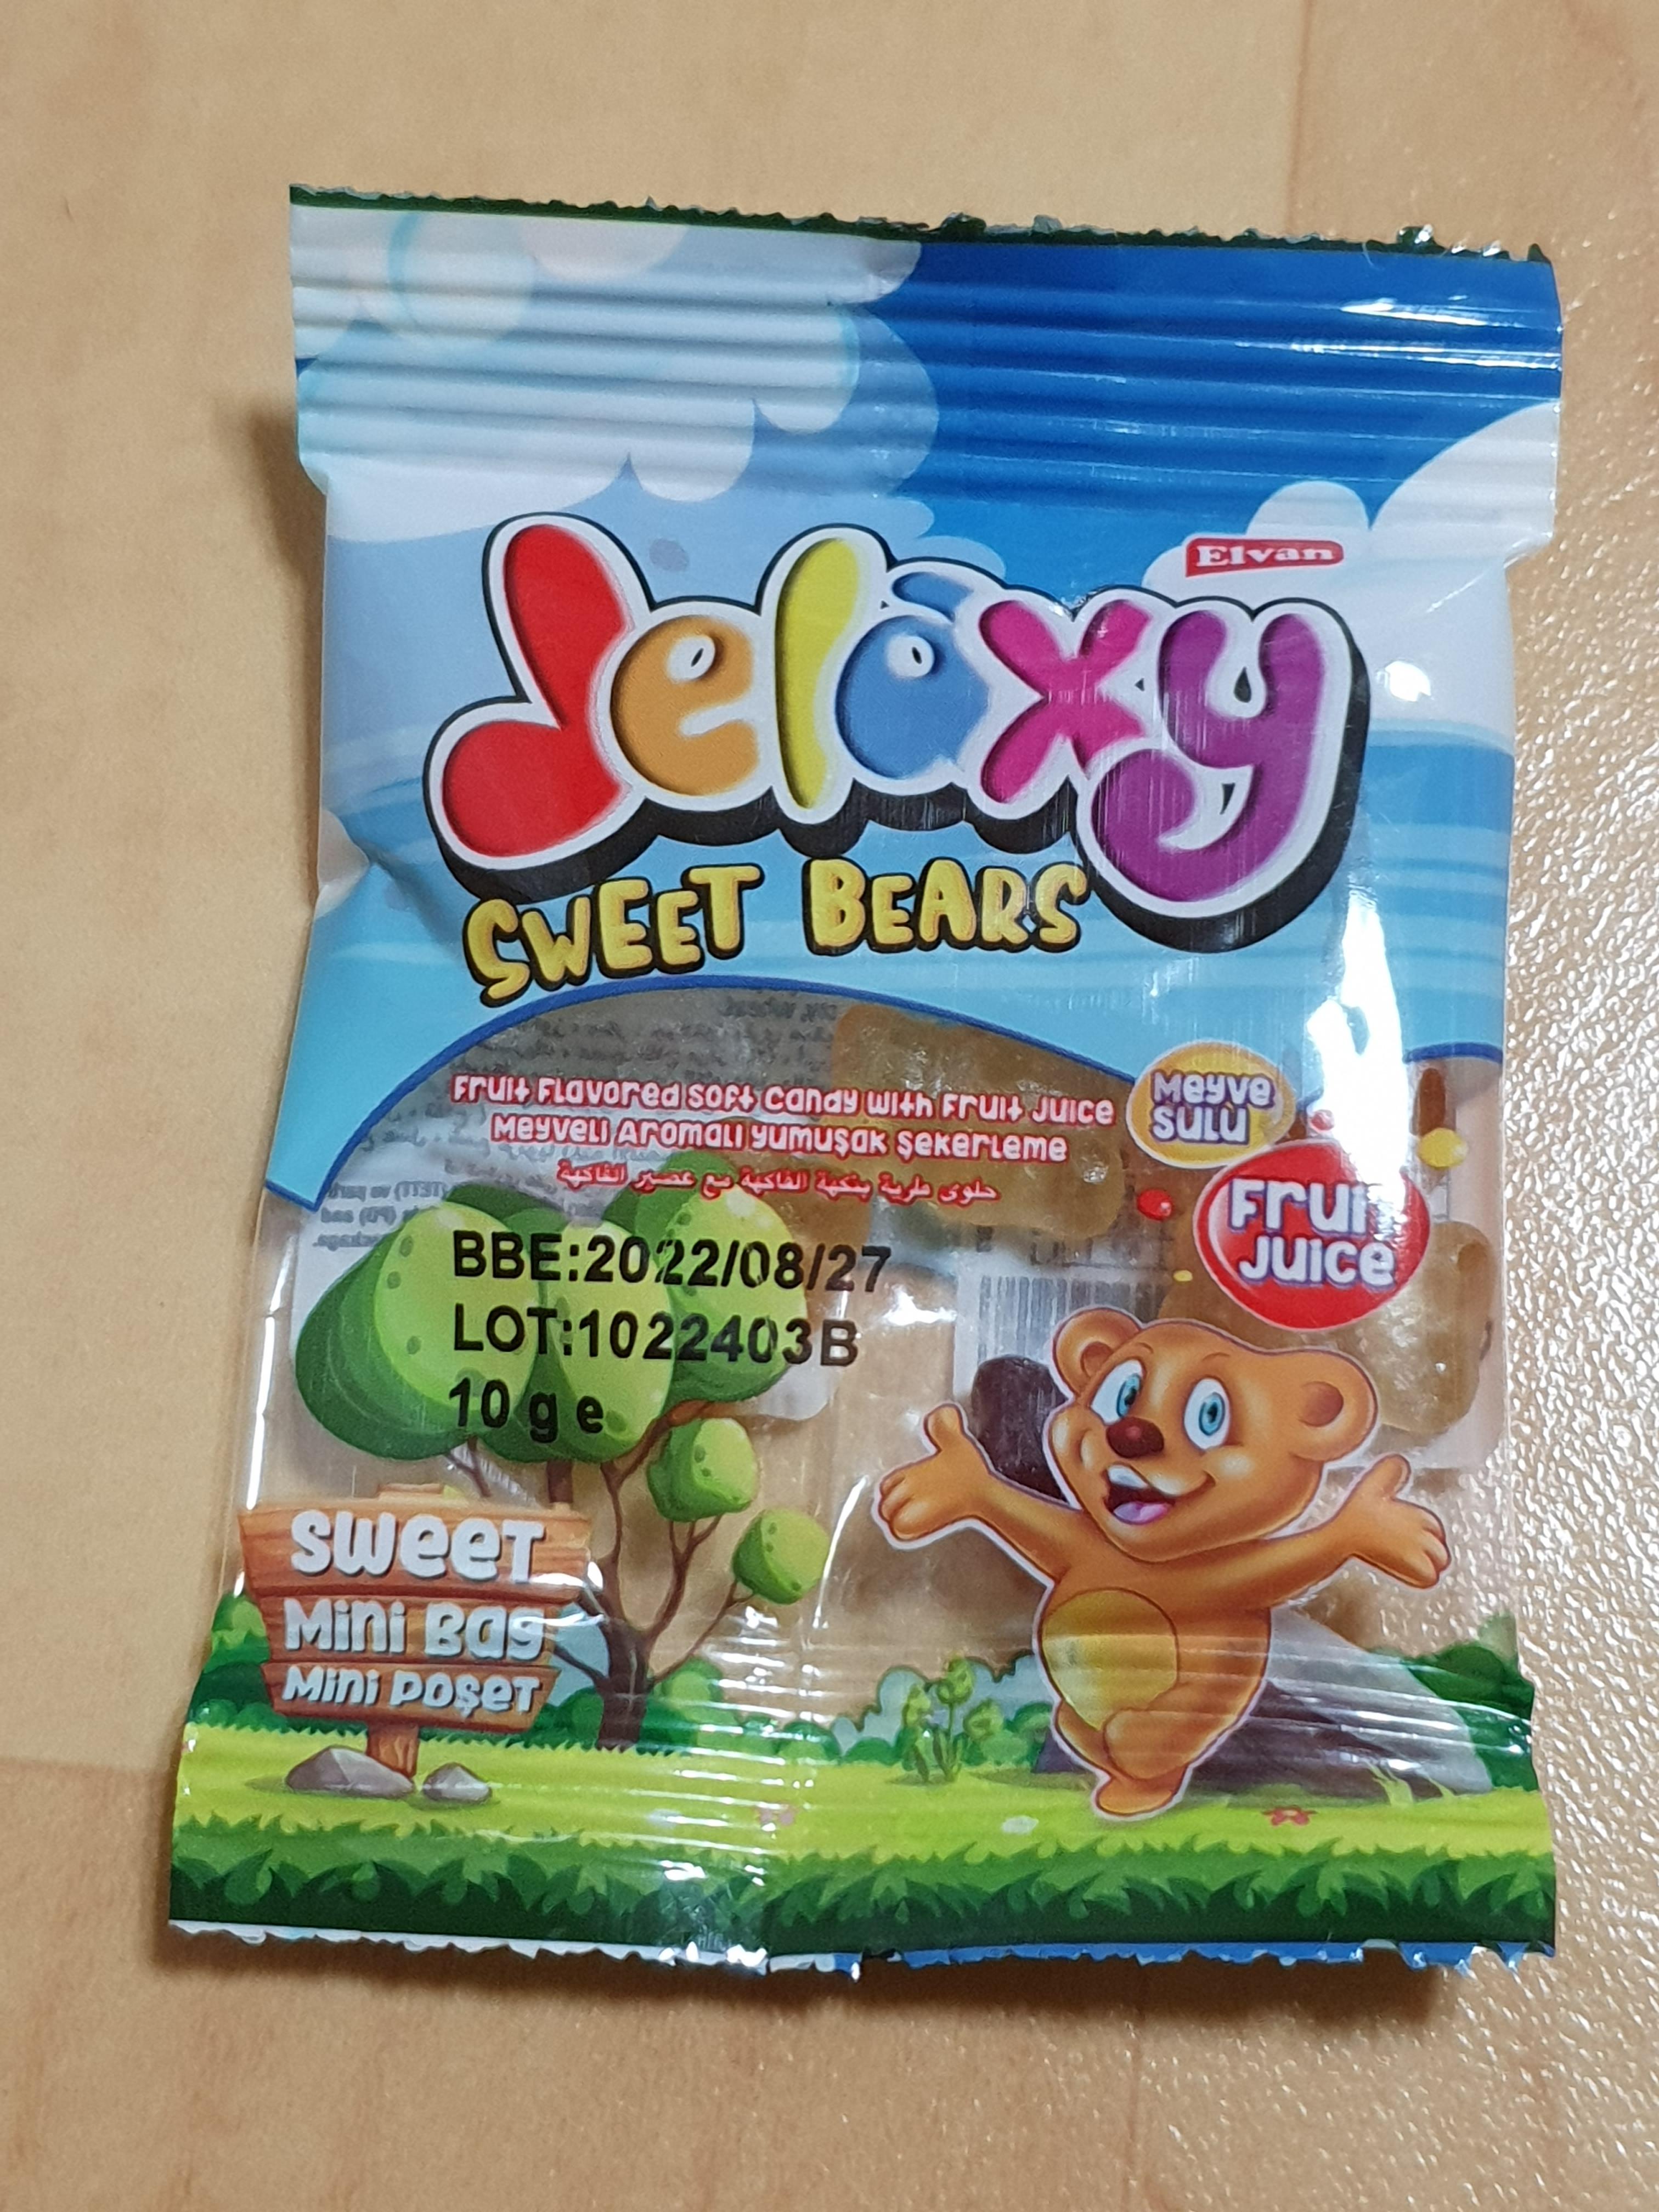 Elvan
Jelaxy
SWEET BEARS
Fruit Flavored Soft Candy with Fruit Juice
Meyveli Aromalı Yumuşak Şekerleme
حلوى طرية بنكهة الفاكهة مع عصير الفاكهة
Meyve
Sulu
Fruit
Juice
BBE:2022/08/27
LOT:1022403B
10 g e
Sweet
Mini Bag
Mini Poşet